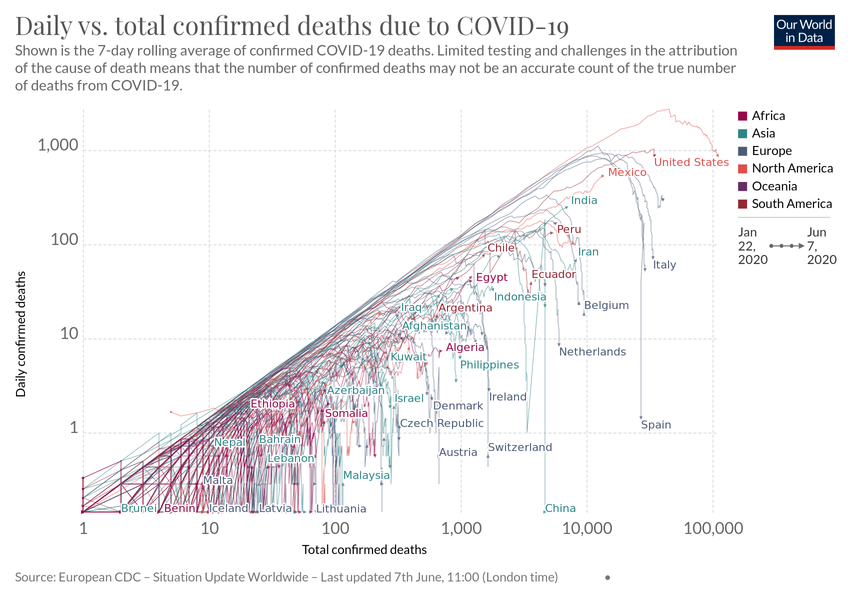 Daily vs. total confirmed deaths due to COVID-19
Our World
in Data
Shown is the 7-day rolling average of confirmed COVID-19 deaths. Limited testing and challenges in the attribution
of the cause of death means that the number of confirmed deaths may not be an accurate count of the true number
of deaths from COVID-19.
Africa
Asia
Europe
North America
Oceania
South America
Jan
22,
2020
Jun
7,
2020
Daily confirmed deaths
1,000
100
10
1
United States
Mexico
India
Peru
Chile
Iran
Italy
Egypt
Ecuador
Indonesia
Iraq
Argentina
Belgium
Afghanistan
Algeria
Netherlands
Kuwait
Philippines
Azerbaijan
Israel
Ireland
Ethiopia
Denmark
Somalia
Czech Republic
Spain
Nepal
Bahrain
Switzerland
Austria
Lebanon
Malaysia
Malta
Brunei
Benin
Iceland
Latvia
Lithuania
China
1
10
100
1,000
10,000
100,000
Total confirmed deaths
Source: European CDC – Situation Update Worldwide – Last updated 7th June, 11:00 (London time)